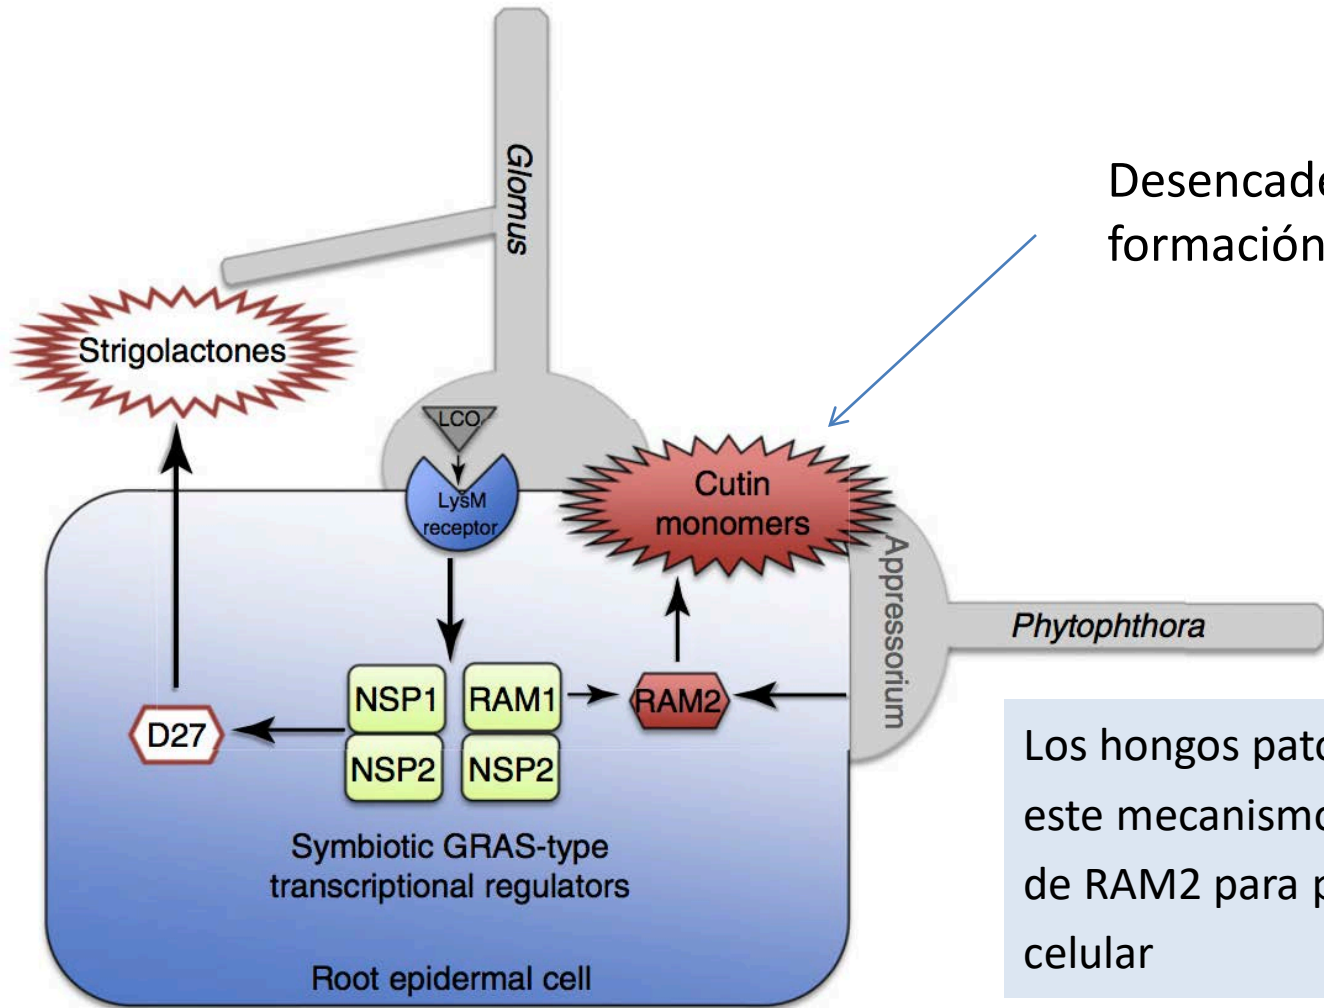 Glomus
Desencade
formación
Strigolactones
LCO
LysM
receptor
Cutin
monomers
Appressorium
Phytophthora
NSP1
RAM1
RAM2
D27
NSP2
NSP2
Symbiotic GRAS-type
transcriptional regulators
Root epidermal cell
Los hongos pato
este mecanismo
de RAM2 para p
celular